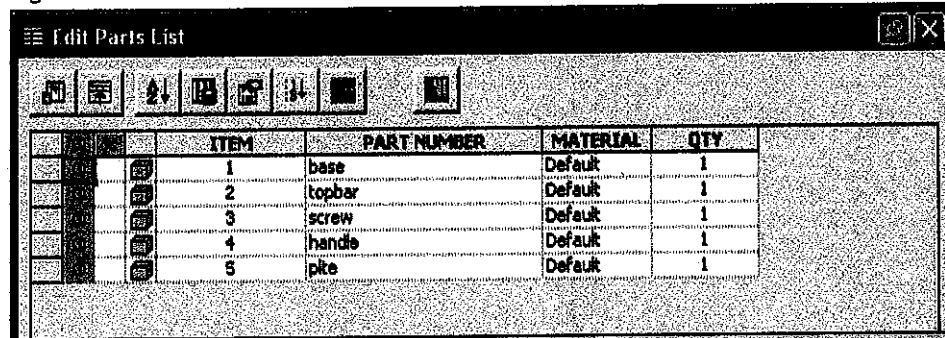 Edit Parts List
ITEM PART NUMBER MATERIAL QTY
1 base Default 1
2 topbar Default 1
3 screw Default 1
4 handle Default 1
5 plte Default 1